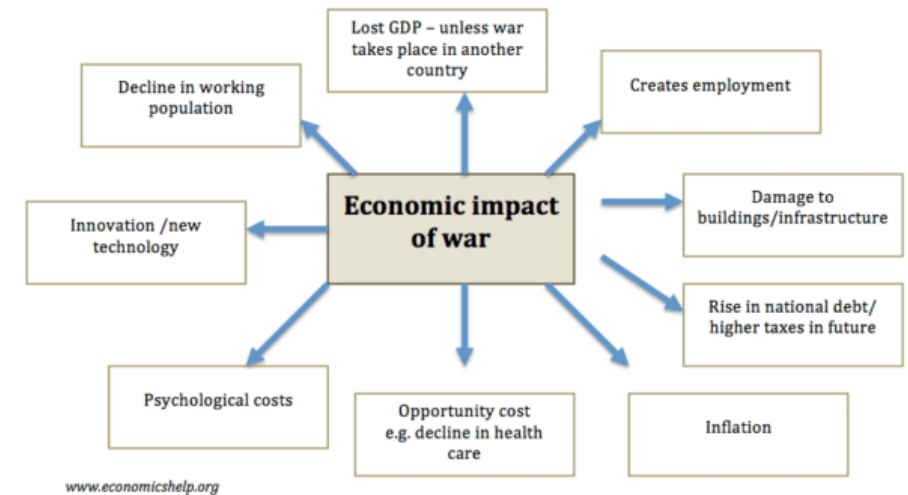 Lost GDP – unless war
takes place in another
country
Decline in working
population
Creates employment
Economic impact
of war
Damage to
buildings/infrastructure
Innovation /new
technology
Rise in national debt/
higher taxes in future
Psychological costs
Opportunity cost
e.g. decline in health
care
Inflation
www.economicshelp.org